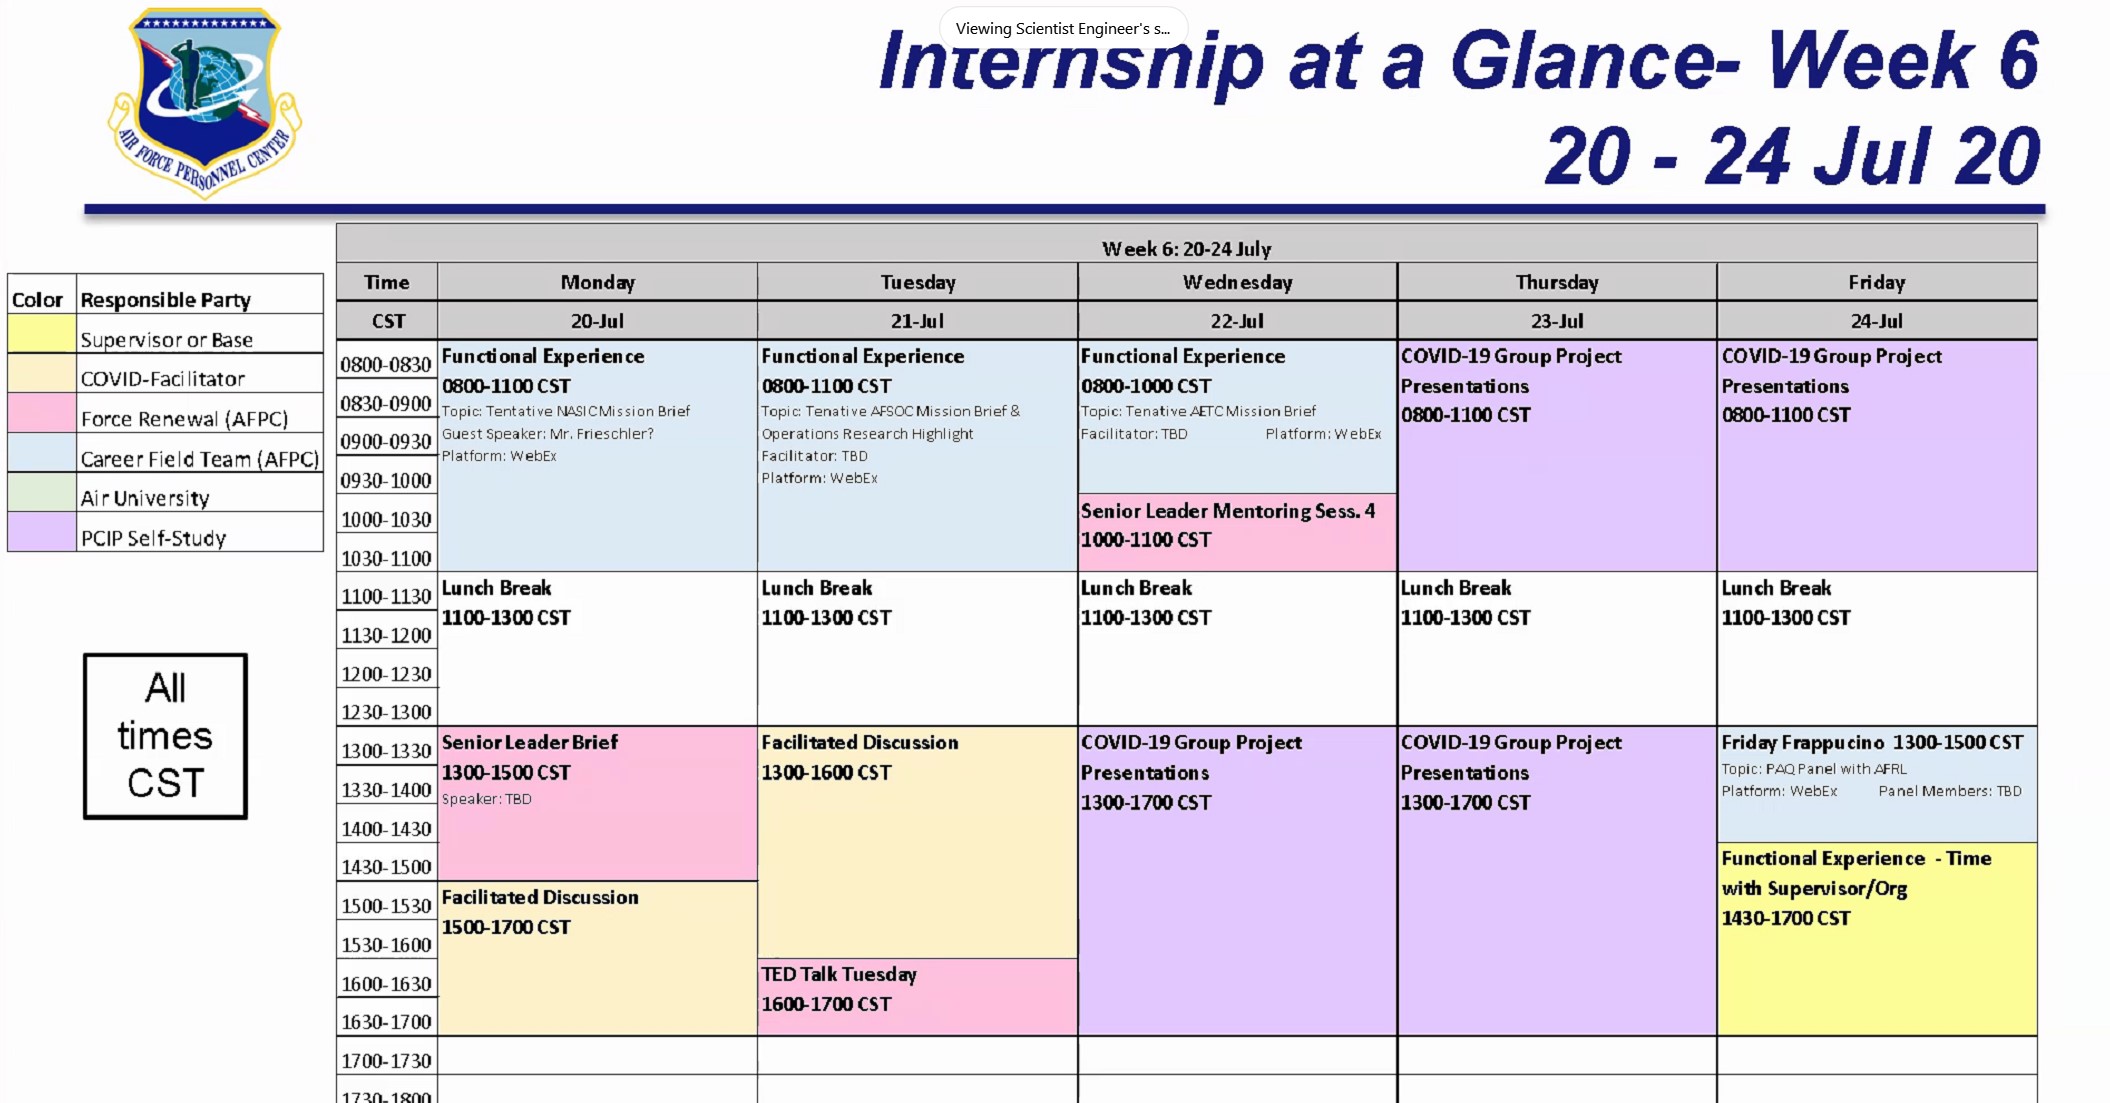 Viewing Scientist Engineer's s...
Internship at a Glance- Week 6
20 - 24 Jul 20
AIR FORCE PERSONNEL CENTER
Color Responsible Party
Supervisor or Base
COVID-Facilitator
Force Renewal (AFPC)
Career Field Team (AFPC)
Air University
PCIP Self-Study
All
times
CST
Week 6: 20-24 July
Time Monday Tuesday Wednesday Thursday Friday
CST 20-Jul 21-Jul 22-Jul 23-Jul 24-Jul
0800-0830
0830-0900
0900-0930
0930-1000
1000-1030
1030-1100
1100-1130
1130-1200
1200-1230
1230-1300
1300-1330
1330-1400
1400-1430
1430-1500
1500-1530
1530-1600
1600-1630
1630-1700
1700-1730
1730-1800
Functional Experience
0800-1100 CST
Topic: Tentative NASIC Mission Brief
Guest Speaker: Mr. Frieschler?
Platform: WebEx
Lunch Break
1100-1300 CST
Senior Leader Brief
1300-1500 CST
Speaker: TBD
Facilitated Discussion
1500-1700 CST
Functional Experience
0800-1100 CST
Topic: Tenative AFSOC Mission Brief &
Operations Research Highlight
Facilitator: TBD
Platform: WebEx
Lunch Break
1100-1300 CST
Facilitated Discussion
1300-1600 CST
TED Talk Tuesday
1600-1700 CST
Functional Experience
0800-1000 CST
Topic: Tenative AETC Mission Brief
Facilitator: TBD Platform: WebEx
Senior Leader Mentoring Sess. 4
1000-1100 CST
Lunch Break
1100-1300 CST
COVID-19 Group Project
Presentations
1300-1700 CST
COVID-19 Group Project
Presentations
0800-1100 CST
Lunch Break
1100-1300 CST
COVID-19 Group Project
Presentations
1300-1700 CST
COVID-19 Group Project
Presentations
0800-1100 CST
Lunch Break
1100-1300 CST
Friday Frappucino 1300-1500 CST
Topic: PAQ Panel with AFRL
Platform: WebEx Panel Members: TBD
Functional Experience - Time
with Supervisor/Org
1430-1700 CST